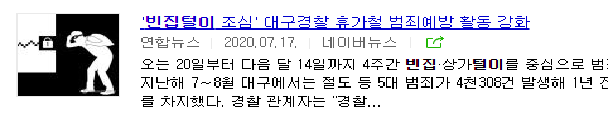 '빈집털이 조심' 대구경찰 휴가철 범죄예방 활동 강화
연합뉴스 | 2020.07.17. | 네이버뉴스
오는 20일부터 다음 달 14일까지 4주간 빈집·상가털이를 중심으로 범
지난해 7∼8월 대구에서는 절도 등 5대 범죄가 4천308건 발생해 1년 전
를 차지했다. 경찰 관계자는 "경찰...